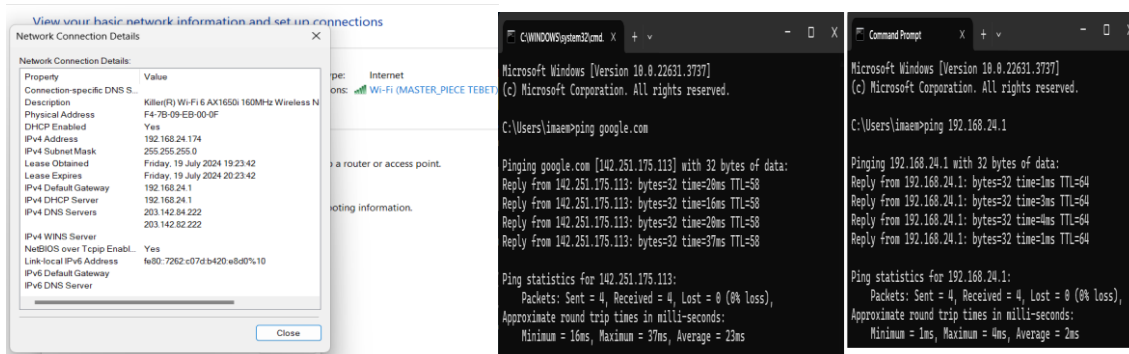 View your basic network information and set up connections
Network Connection Details
Network Connection Details:
Property Value
Connection-specific DNS S...
Description Killer(R) Wi-Fi 6 AX1650i 160MHz Wireless N
Physical Address F4-7B-09-EB-00-0F
DHCP Enabled Yes
IPv4 Address 192.168.24.174
IPv4 Subnet Mask 255.255.255.0
Lease Obtained Friday, 19 July 2024 19:23:42
Lease Expires Friday, 19 July 2024 20:23:42
IPv4 Default Gateway 192.168.24.1
IPv4 DHCP Server 192.168.24.1
IPv4 DNS Servers 203.142.84.222
203.142.82.222
IPv4 WINS Server
NetBIOS over Tcpip Enabl... Yes
Link-local IPv6 Address fe80::7262:c07d:b420:e8d0%10
IPv6 Default Gateway
IPv6 DNS Server
Close
ype: Internet
ons: Wi-Fi (MASTER_PIECE TEBET)
a router or access point.
ooting information.
C:\WINDOWS\system32\cmd.
Microsoft Windows [Version 10.0.22631.3737]
(c) Microsoft Corporation. All rights reserved.
C:\Users\imaem>ping google.com
Pinging google.com [142.251.175.113] with 32 bytes of data:
Reply from 142.251.175.113: bytes=32 time=20ms TTL=58
Reply from 142.251.175.113: bytes=32 time=16ms TTL=58
Reply from 142.251.175.113: bytes=32 time=20ms TTL=58
Reply from 142.251.175.113: bytes=32 time=37ms TTL=58
Ping statistics for 142.251.175.113:
Packets: Sent = 4, Received = 4, Lost = 0 (0% loss),
Approximate round trip times in milli-seconds:
Minimum = 16ms, Maximum = 37ms, Average = 23ms
Command Prompt
Microsoft Windows [Version 10.0.22631.3737]
(c) Microsoft Corporation. All rights reserved.
C:\Users\imaem>ping 192.168.24.1
Pinging 192.168.24.1 with 32 bytes of data:
Reply from 192.168.24.1: bytes=32 time=1ms TTL=64
Reply from 192.168.24.1: bytes=32 time=3ms TTL=64
Reply from 192.168.24.1: bytes=32 time=4ms TTL=64
Reply from 192.168.24.1: bytes=32 time=1ms TTL=64
Ping statistics for 192.168.24.1:
Packets: Sent = 4, Received = 4, Lost = 0 (0% loss),
Approximate round trip times in milli-seconds:
Minimum = 1ms, Maximum = 4ms, Average = 2ms